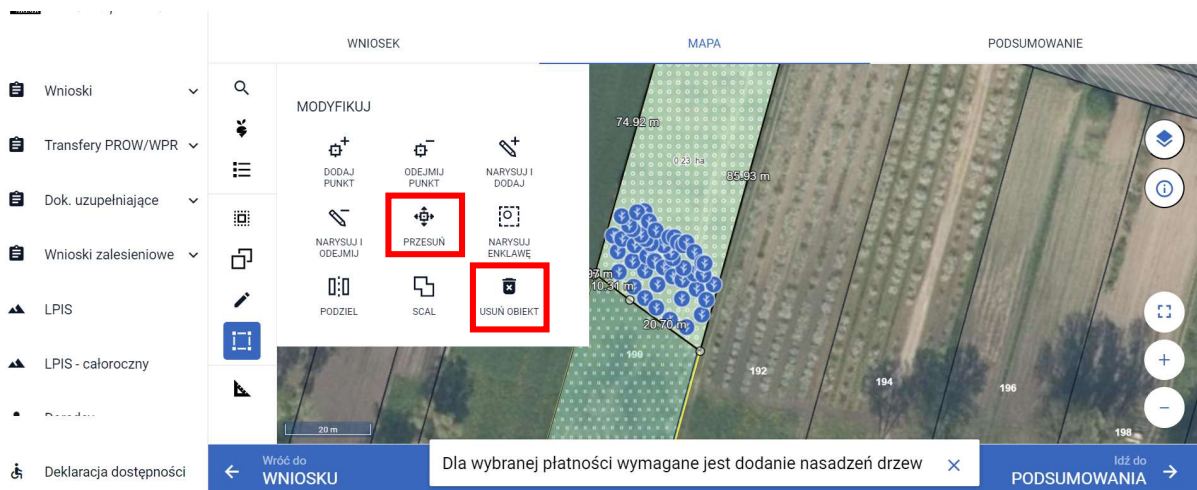 WNIOSEK
MAPA
PODSUMOWANIE
Wnioski
Transfery PROW/WPR
Dok. uzupełniające
Wnioski zalesieniowe
LPIS
LPIS - całoroczny
Deklaracja dostępności
MODYFIKUJ
DODAJ
PUNKT
ODEJMIJ
PUNKT
NARYSUJ I
DODAJ
NARYSUJ I
ODEJMIJ
PRZESUŃ
NARYSUJ
ENKLAWĘ
PODZIEL
SCAL
USUŃ OBIEKT
74.92 m
0.23 ha
85.93 m
10.31 m
20.70 m
190
192
194
196
198
20 m
Wróć do
WNIOSKU
Dla wybranej płatności wymagane jest dodanie nasadzeń drzew
Idź do
PODSUMOWANIA